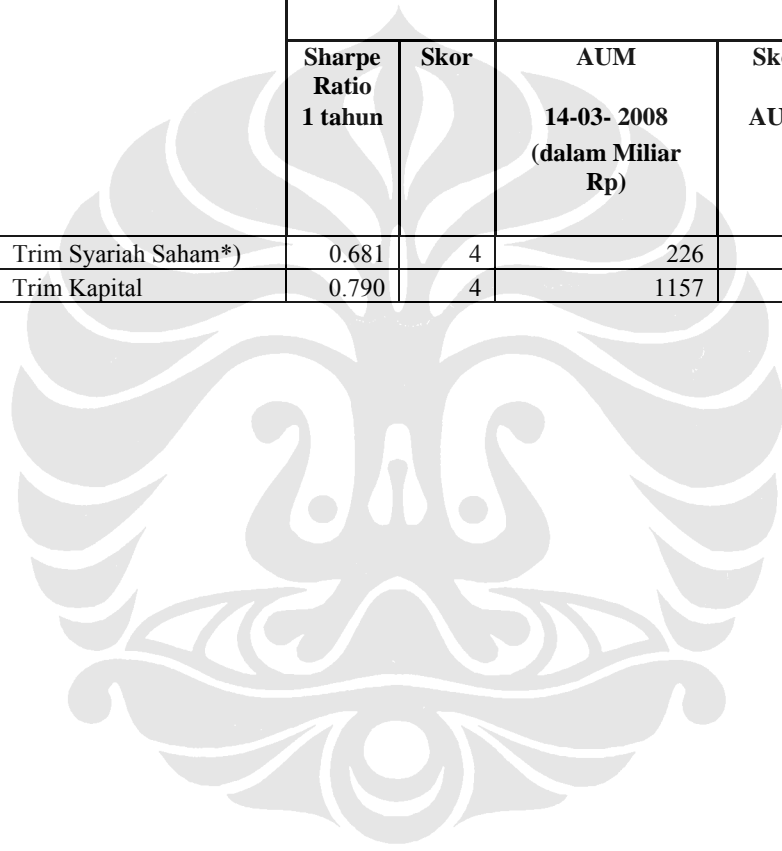 Sharpe Ratio 1 tahun Skor AUM 14-03- 2008 (dalam Miliar Rp)
Trim Syariah Saham*) 0.681 4 226
Trim Kapital 0.790 4 1157